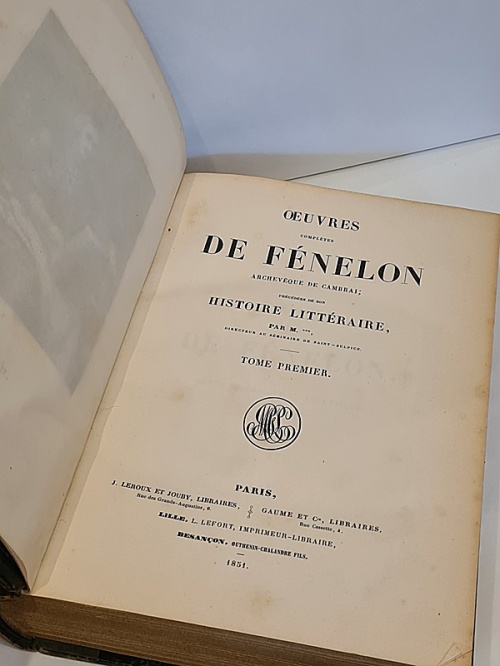 OEUVRES
COMPLÈTES
DE FÉNELON
ARCHEVÊQUE DE CAMBRAI;
PRÉCÉDÉES DE SON
HISTOIRE LITTÉRAIRE,
PAR M. ***,
DIRECTEUR AU SÉMINAIRE DE SAINT-SULPICE.
TOME PREMIER.
PARIS,
J. LEROUX ET JOUBY, LIBRAIRES,
Rue des Grands-Augustins, 9.
GAUME ET Cie, LIBRAIRES,
Rue Cassette, 4.
LILLE, L. LEFORT, IMPRIMEUR-LIBRAIRE,
BESANÇON, OUTHENIN-CHALANDRE FILS.
1851.